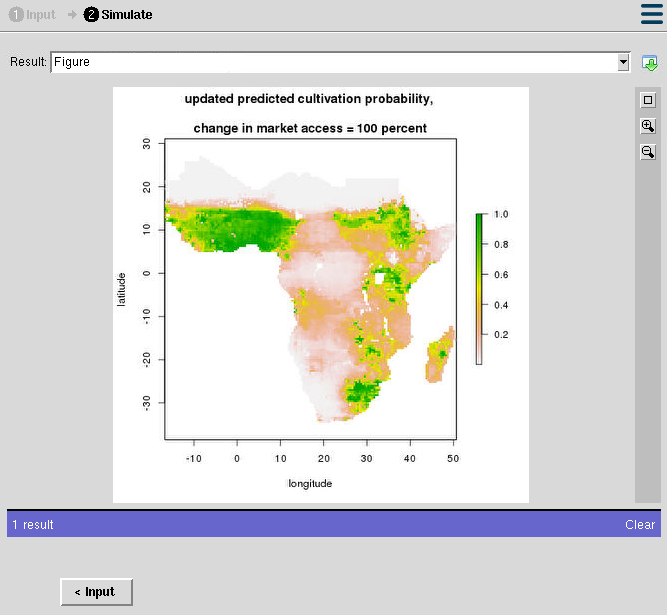 1 Input → 2 Simulate
Result: Figure
updated predicted cultivation probability,
change in market access = 100 percent
30
20
10
0
-10
-20
-30
latitude
-10 0 10 20 30 40 50
longitude
1.0
0.8
0.6
0.4
0.2
1 result Clear
< Input